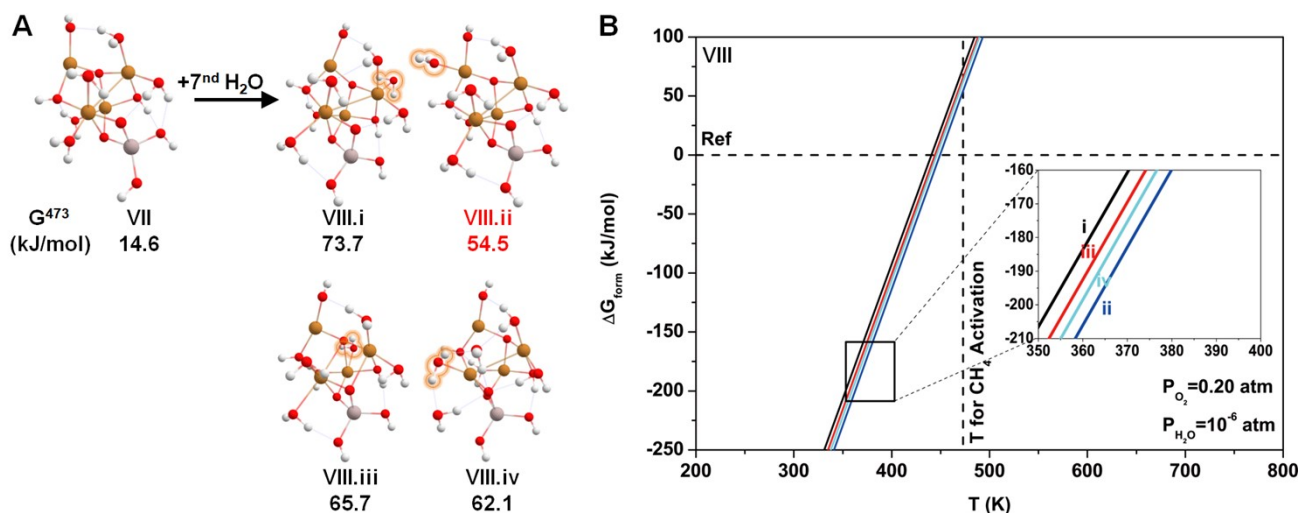 A
+7nd H2O
G473 VII VIII.i VIII.ii
(kJ/mol) 14.6 73.7 54.5
VIII.iii VIII.iv
65.7 62.1
B
VIII
Ref
100
50
0
-50
-100
-150
-200
-250
ΔGform (kJ/mol)
200 300 400 500 600 700 800
T (K)
T for CH4 Activation
-160
-170
-180
-190
-200
-210
350 360 370 380 390 400
i
iii
iv
ii
PO2=0.20 atm
PH2O=10-6 atm